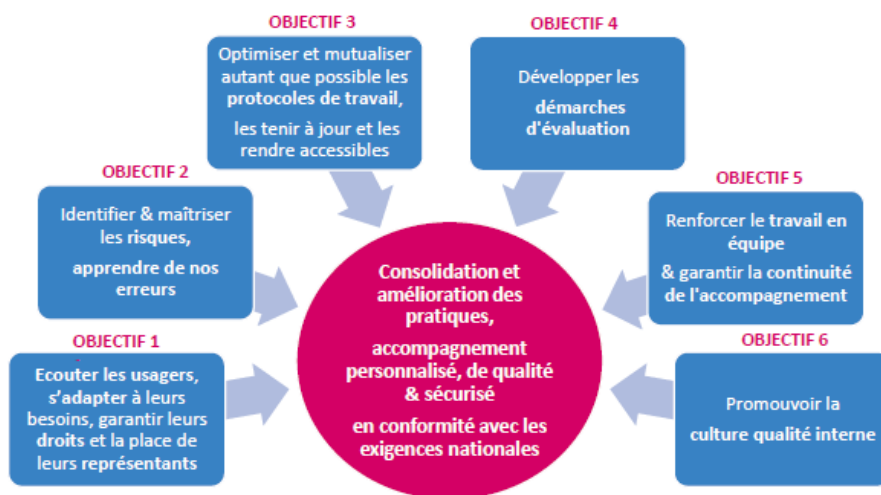 OBJECTIF 3
Optimiser et mutualiser
autant que possible les
protocoles de travail,
les tenir à jour et les
rendre accessibles
OBJECTIF 4
Développer les
démarches
d'évaluation
OBJECTIF 2
Identifier & maîtriser
les risques,
apprendre de nos
erreurs
OBJECTIF 5
Renforcer le travail en
équipe
& garantir la continuité
de l'accompagnement
OBJECTIF 1
Ecouter les usagers,
s'adapter à leurs
besoins, garantir leurs
droits et la place de
leurs représentants
Consolidation et
amélioration des
pratiques,
accompagnement
personnalisé, de qualité
& sécurisé
en conformité avec les
exigences nationales
OBJECTIF 6
Promouvoir la
culture qualité interne